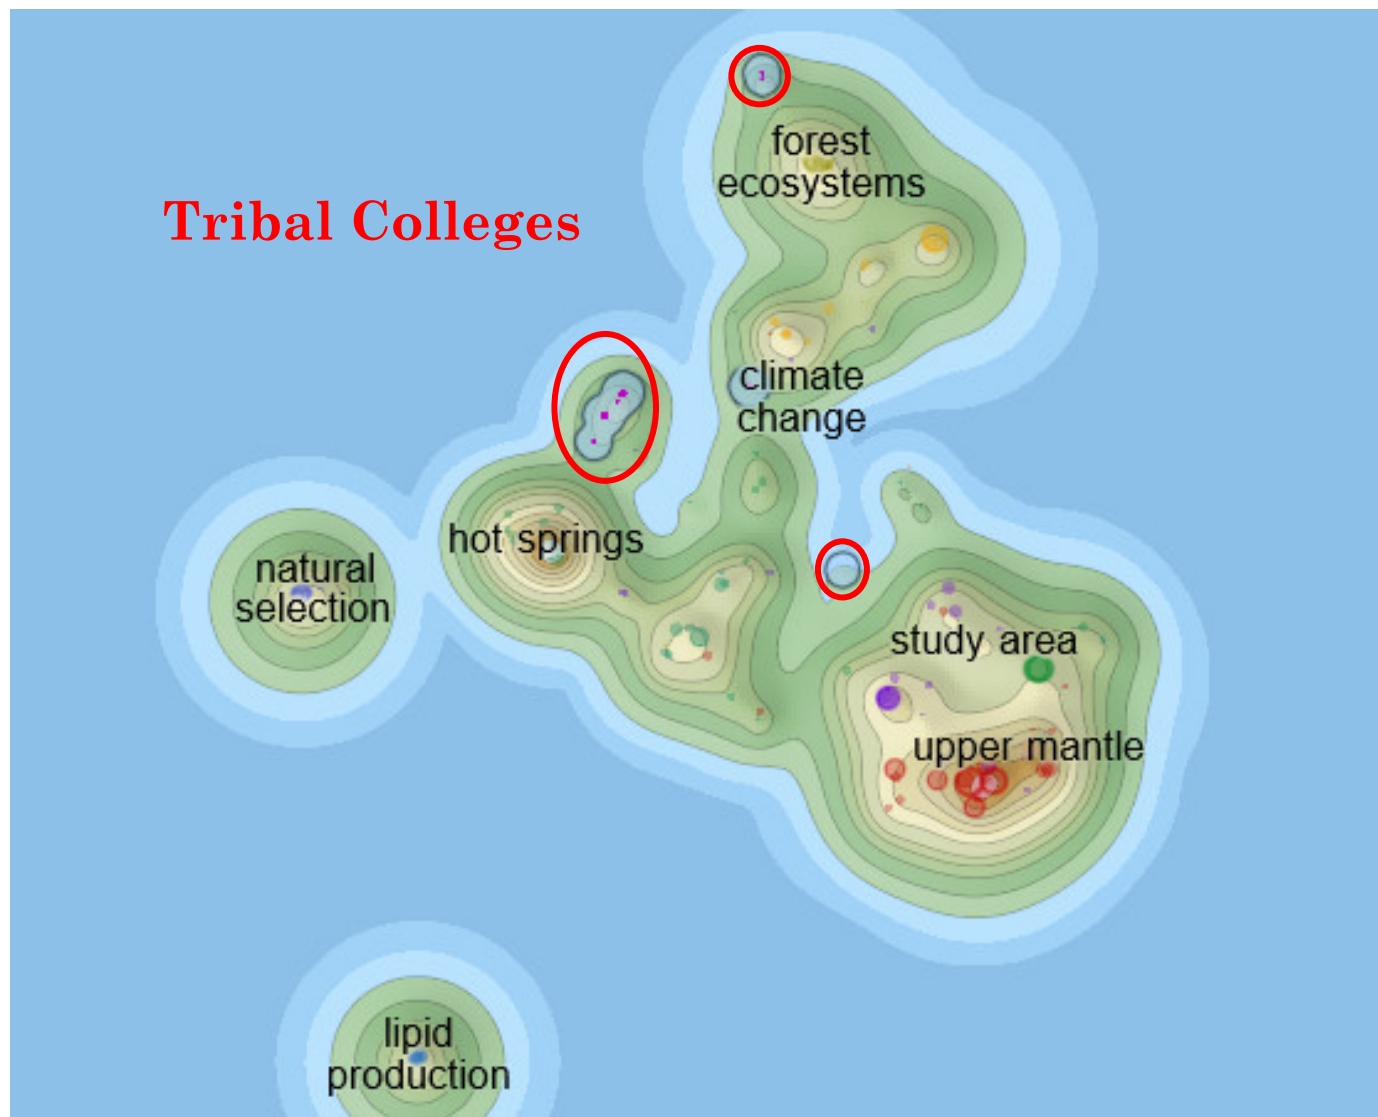 forest
ecosystems
Tribal Colleges
climate
change
hot springs
natural
selection
study area
upper mantle
lipid
production